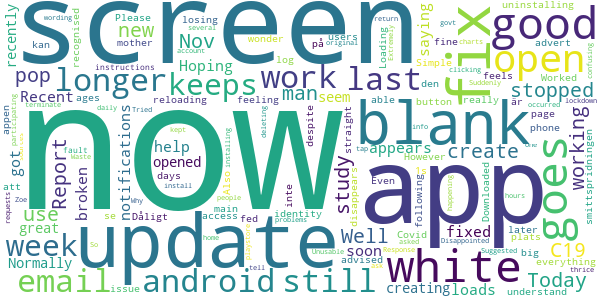 wording several
kan return govt
Please losing users original
recently new Nov recognised på charts
screen saying fix good
Hoping mother account wonder advert fine Extremely Loading log Simple clicking
pop longer keeps work last open
instructions Worked Suddenly confusing
ages man feels den stopped
Recent reloading feeling seem button really
appen able page occurred lockdown
participating Tried despite straight However phone info
now blank app
Report notifications help opened appears create goes working
terminate daily kept tap one
got fault Waste deleting installing Even Downloaded happening
att days study following hours
broken Why install inte disappears
use Dåligt Also people identity fixed later smittspridningen
great se access fed problems plats big
Zoe main Covid C19
week update well soon white
requests So home playstore asked Disappointed Responded everything
Normally Unusable advised Today
email android still creating loads
issue tell Suggested thrice
understand
är
uninstalling